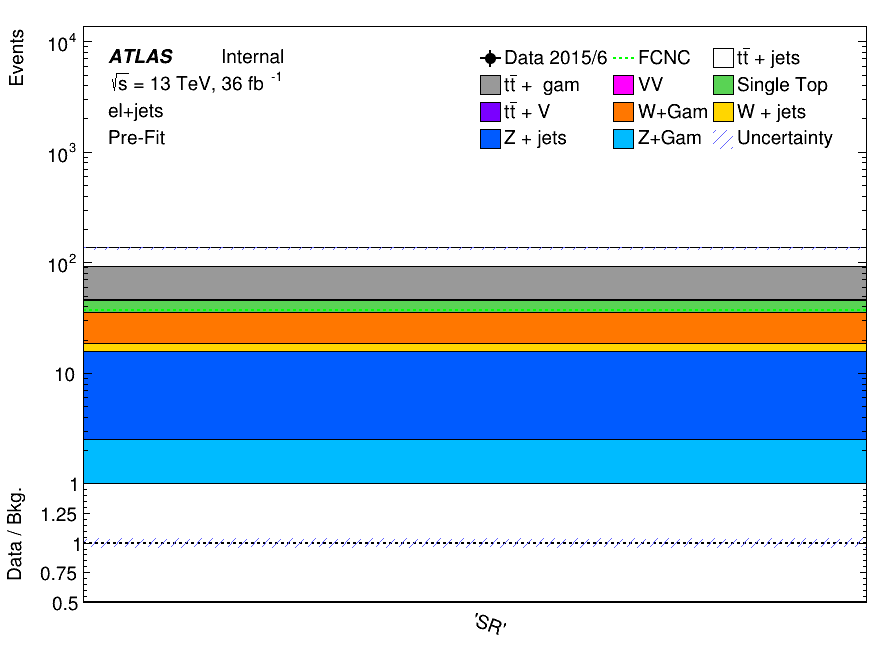 Events
10⁴
10³
10²
10
1
ATLAS Internal
√s = 13 TeV, 36 fb⁻¹
el+jets
Pre-Fit
Data 2015/6 FCNC tt̄ + jets
tt̄ + gam VV Single Top
tt̄ + V W+Gam W + jets
Z + jets Z+Gam Uncertainty
Data / Bkg.
1.25
1
0.75
0.5
'SR'